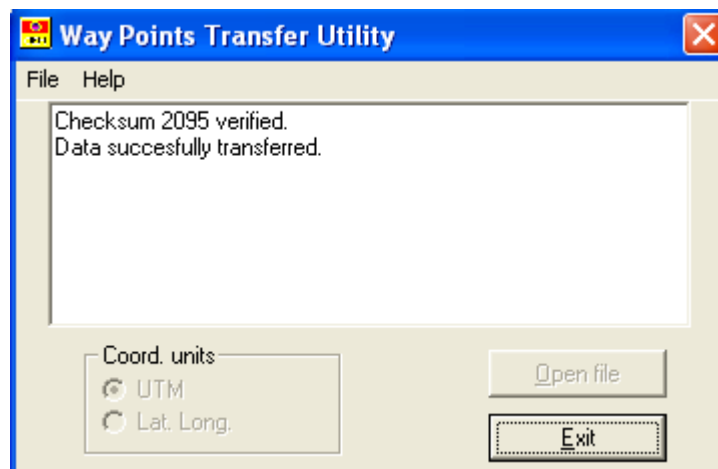 Way Points Transfer Utility
File Help
Checksum 2095 verified.
Data succesfully transferred.
Coord. units
UTM
Lat. Long.
Open file
Exit